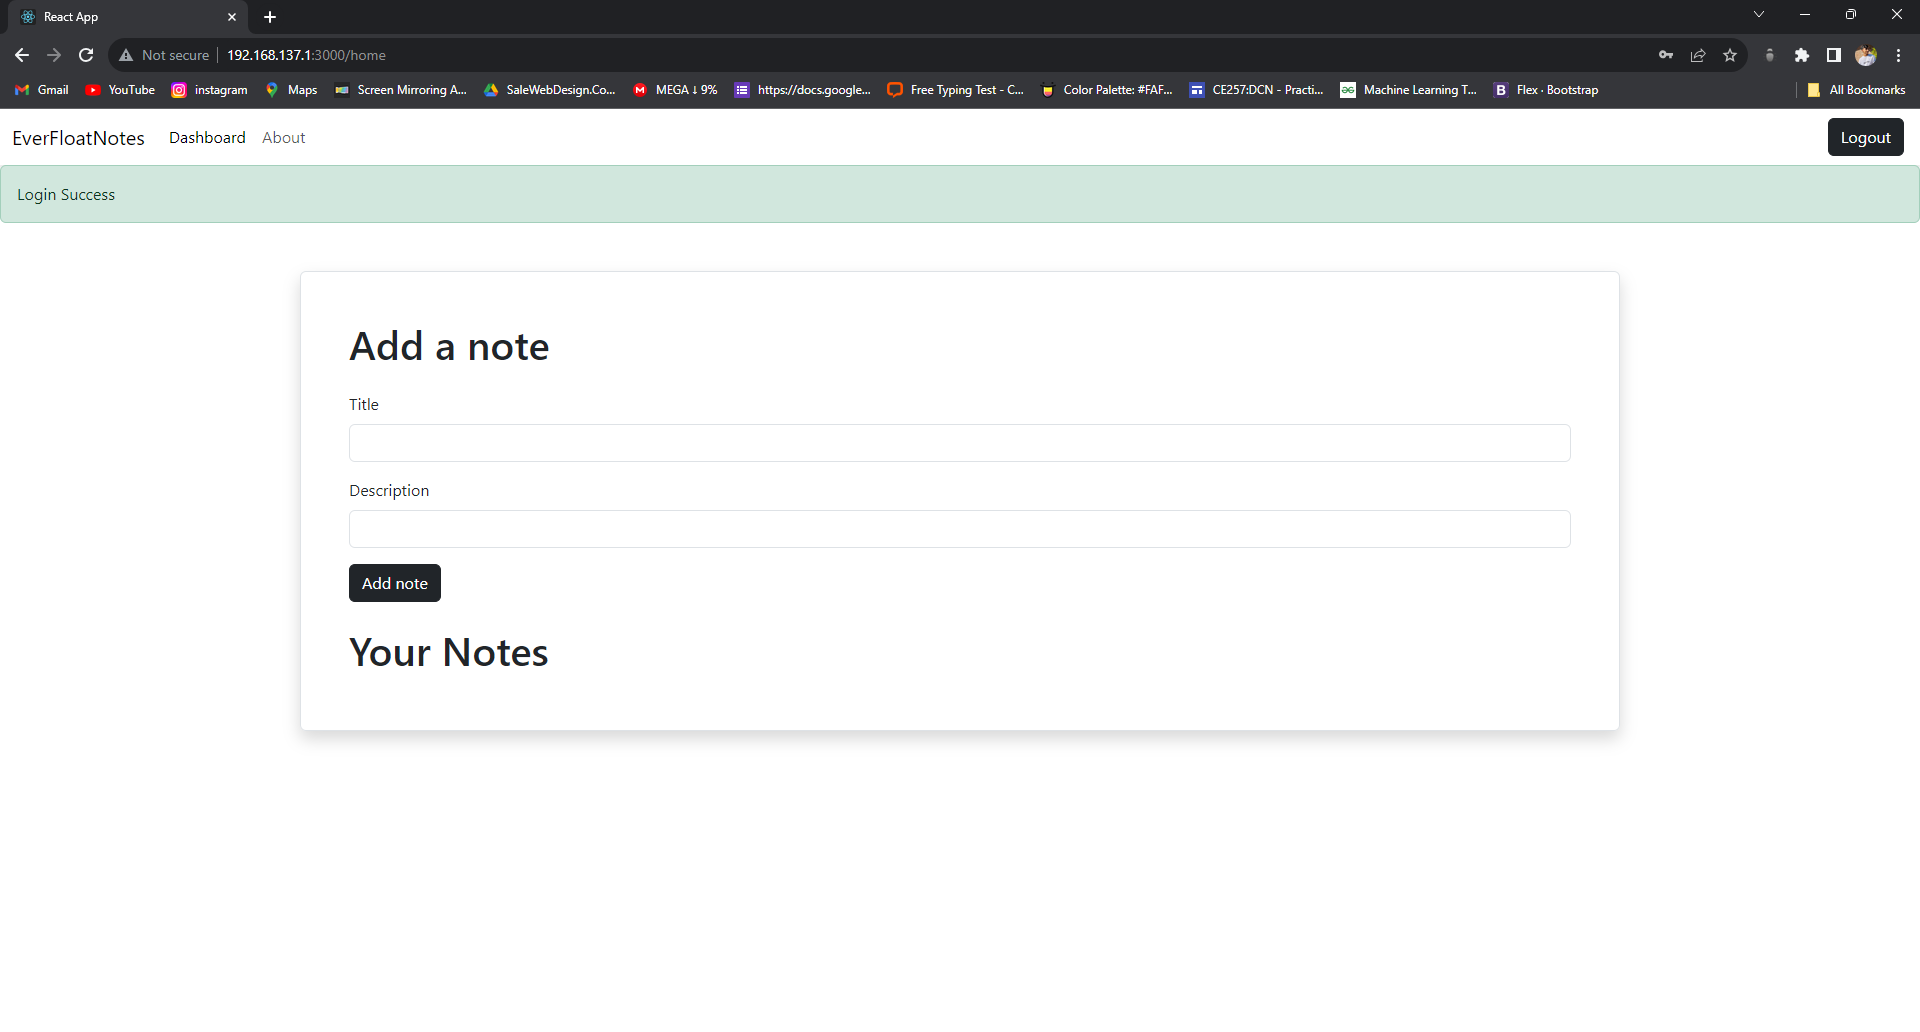 React App
Not secure 192.168.137.1:3000/home
Gmail YouTube instagram Maps Screen Mirroring A... SaleWebDesign.Co... MEGA ↓ 9% https://docs.google... Free Typing Test - C... Color Palette: #FAF... CE257:DCN - Practi... Machine Learning T... Flex · Bootstrap All Bookmarks
EverFloatNotes Dashboard About Logout
Login Success
Add a note
Title
Description
Add note
Your Notes